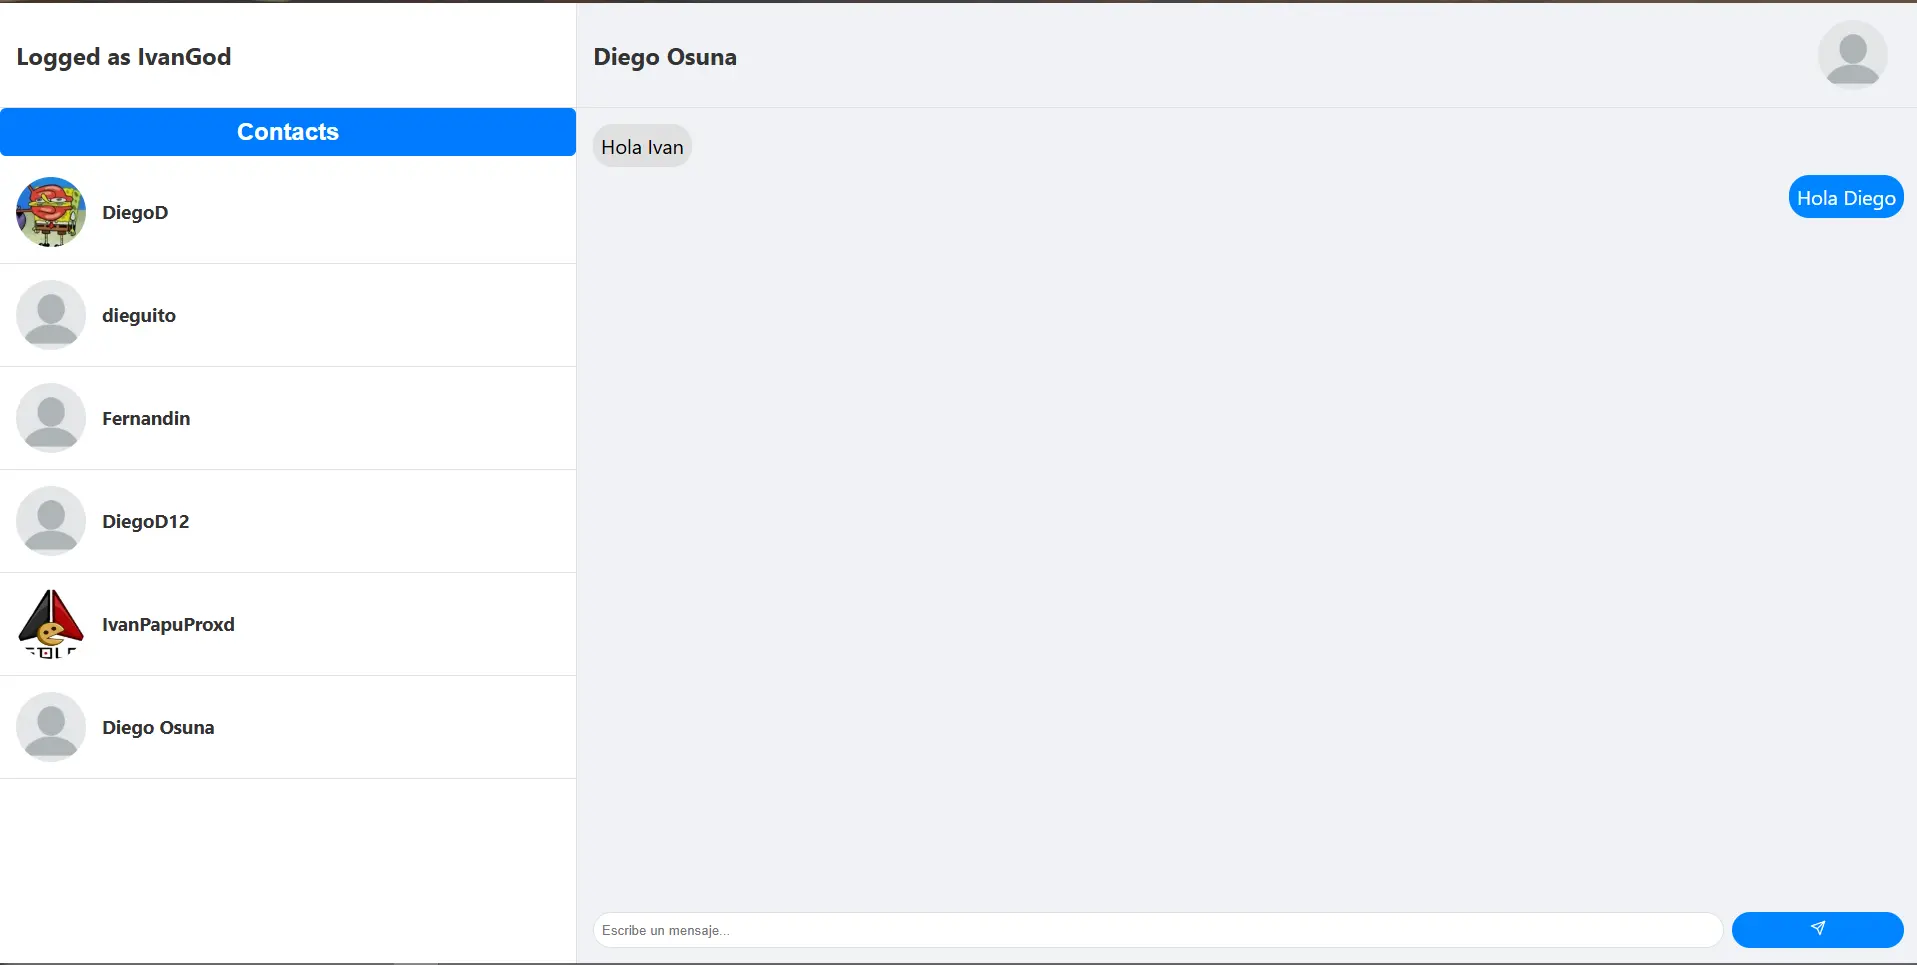 Logged as IvanGod
Contacts
DiegoD
dieguito
Fernandin
DiegoD12
IvanPapuProxd
Diego Osuna
Diego Osuna
Hola Ivan
Hola Diego
Escribe un mensaje...